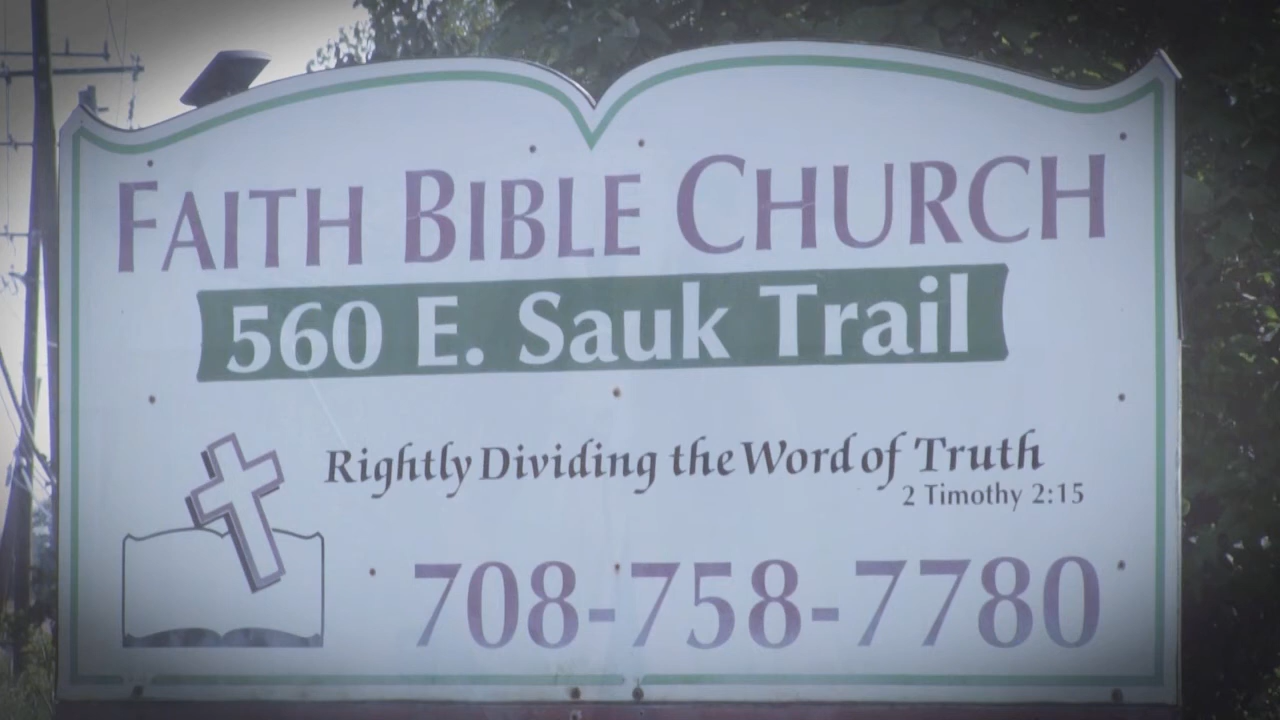 FAITH BIBLE CHURCH
560 E. Sauk Trail
Rightly Dividing the Word of Truth
2 Timothy 2:15
708-758-7780